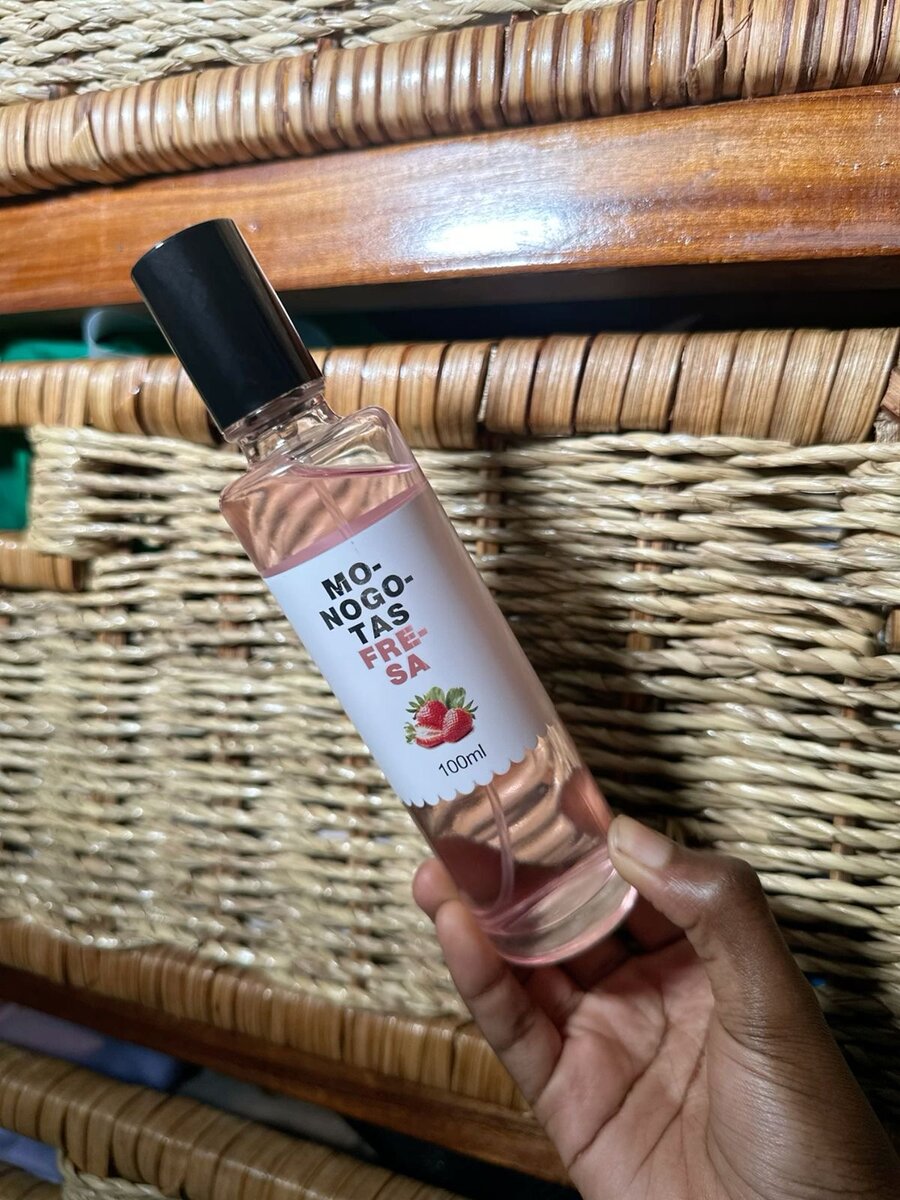 MO-
NOGO-
TAS
FRE-
SA
100ml